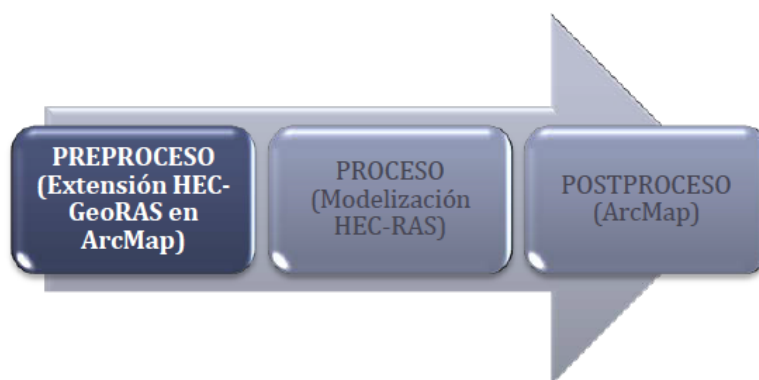 PREPROCESO
(Extensión HEC-
GeoRAS en
ArcMap)
PROCESO
(Modelización
HEC-RAS)
POSTPROCESO
(ArcMap)